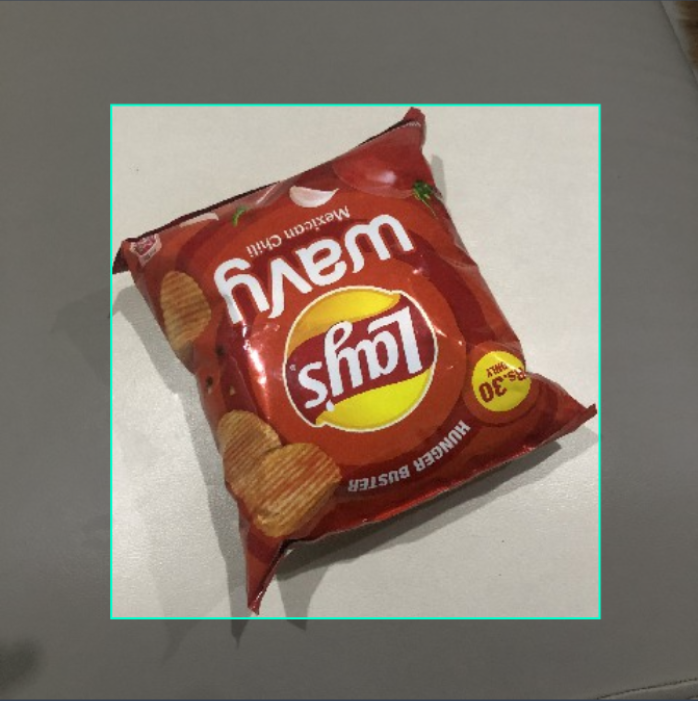 HUNGER BUSTER
Rs.30
ONLY
Lay's
wavy
Mexican Chili